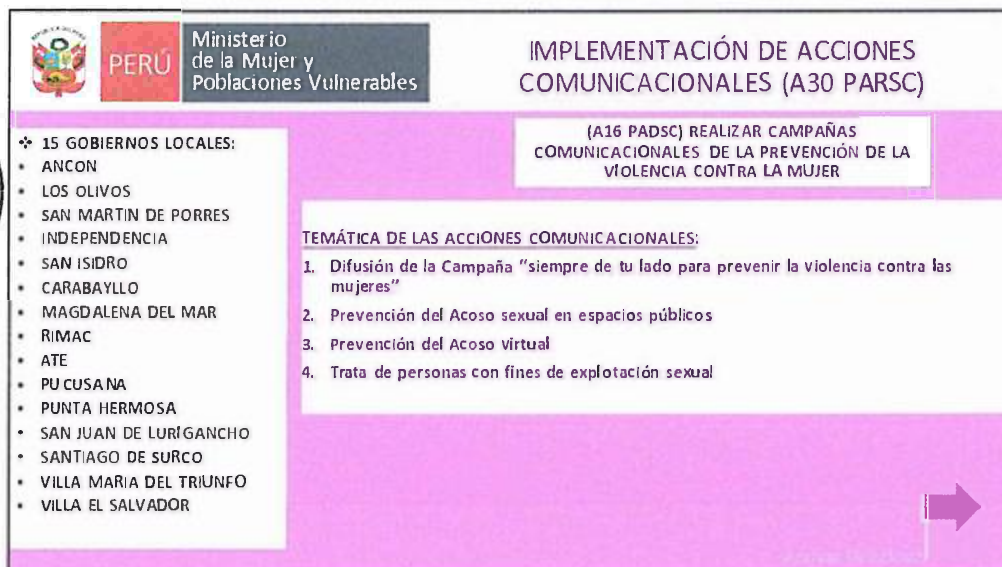 PERÚ
Ministerio
de la Mujer y
Poblaciones Vulnerables
IMPLEMENTACIÓN DE ACCIONES
COMUNICACIONALES (A30 PARSC)
(A16 PADSC) REALIZAR CAMPAÑAS
COMUNICACIONALES DE LA PREVENCIÓN DE LA
VIOLENCIA CONTRA LA MUJER
❖ 15 GOBIERNOS LOCALES:
• ANCON
• LOS OLIVOS
• SAN MARTIN DE PORRES
• INDEPENDENCIA
• SAN ISIDRO
• CARABAYLLO
• MAGDALENA DEL MAR
• RIMAC
• ATE
• PUCUSANA
• PUNTA HERMOSA
• SAN JUAN DE LURIGANCHO
• SANTIAGO DE SURCO
• VILLA MARIA DEL TRIUNFO
• VILLA EL SALVADOR
TEMÁTICA DE LAS ACCIONES COMUNICACIONALES:
1. Difusión de la Campaña "siempre de tu lado para prevenir la violencia contra las
mujeres"
2. Prevención del Acoso sexual en espacios públicos
3. Prevención del Acoso virtual
4. Trata de personas con fines de explotación sexual